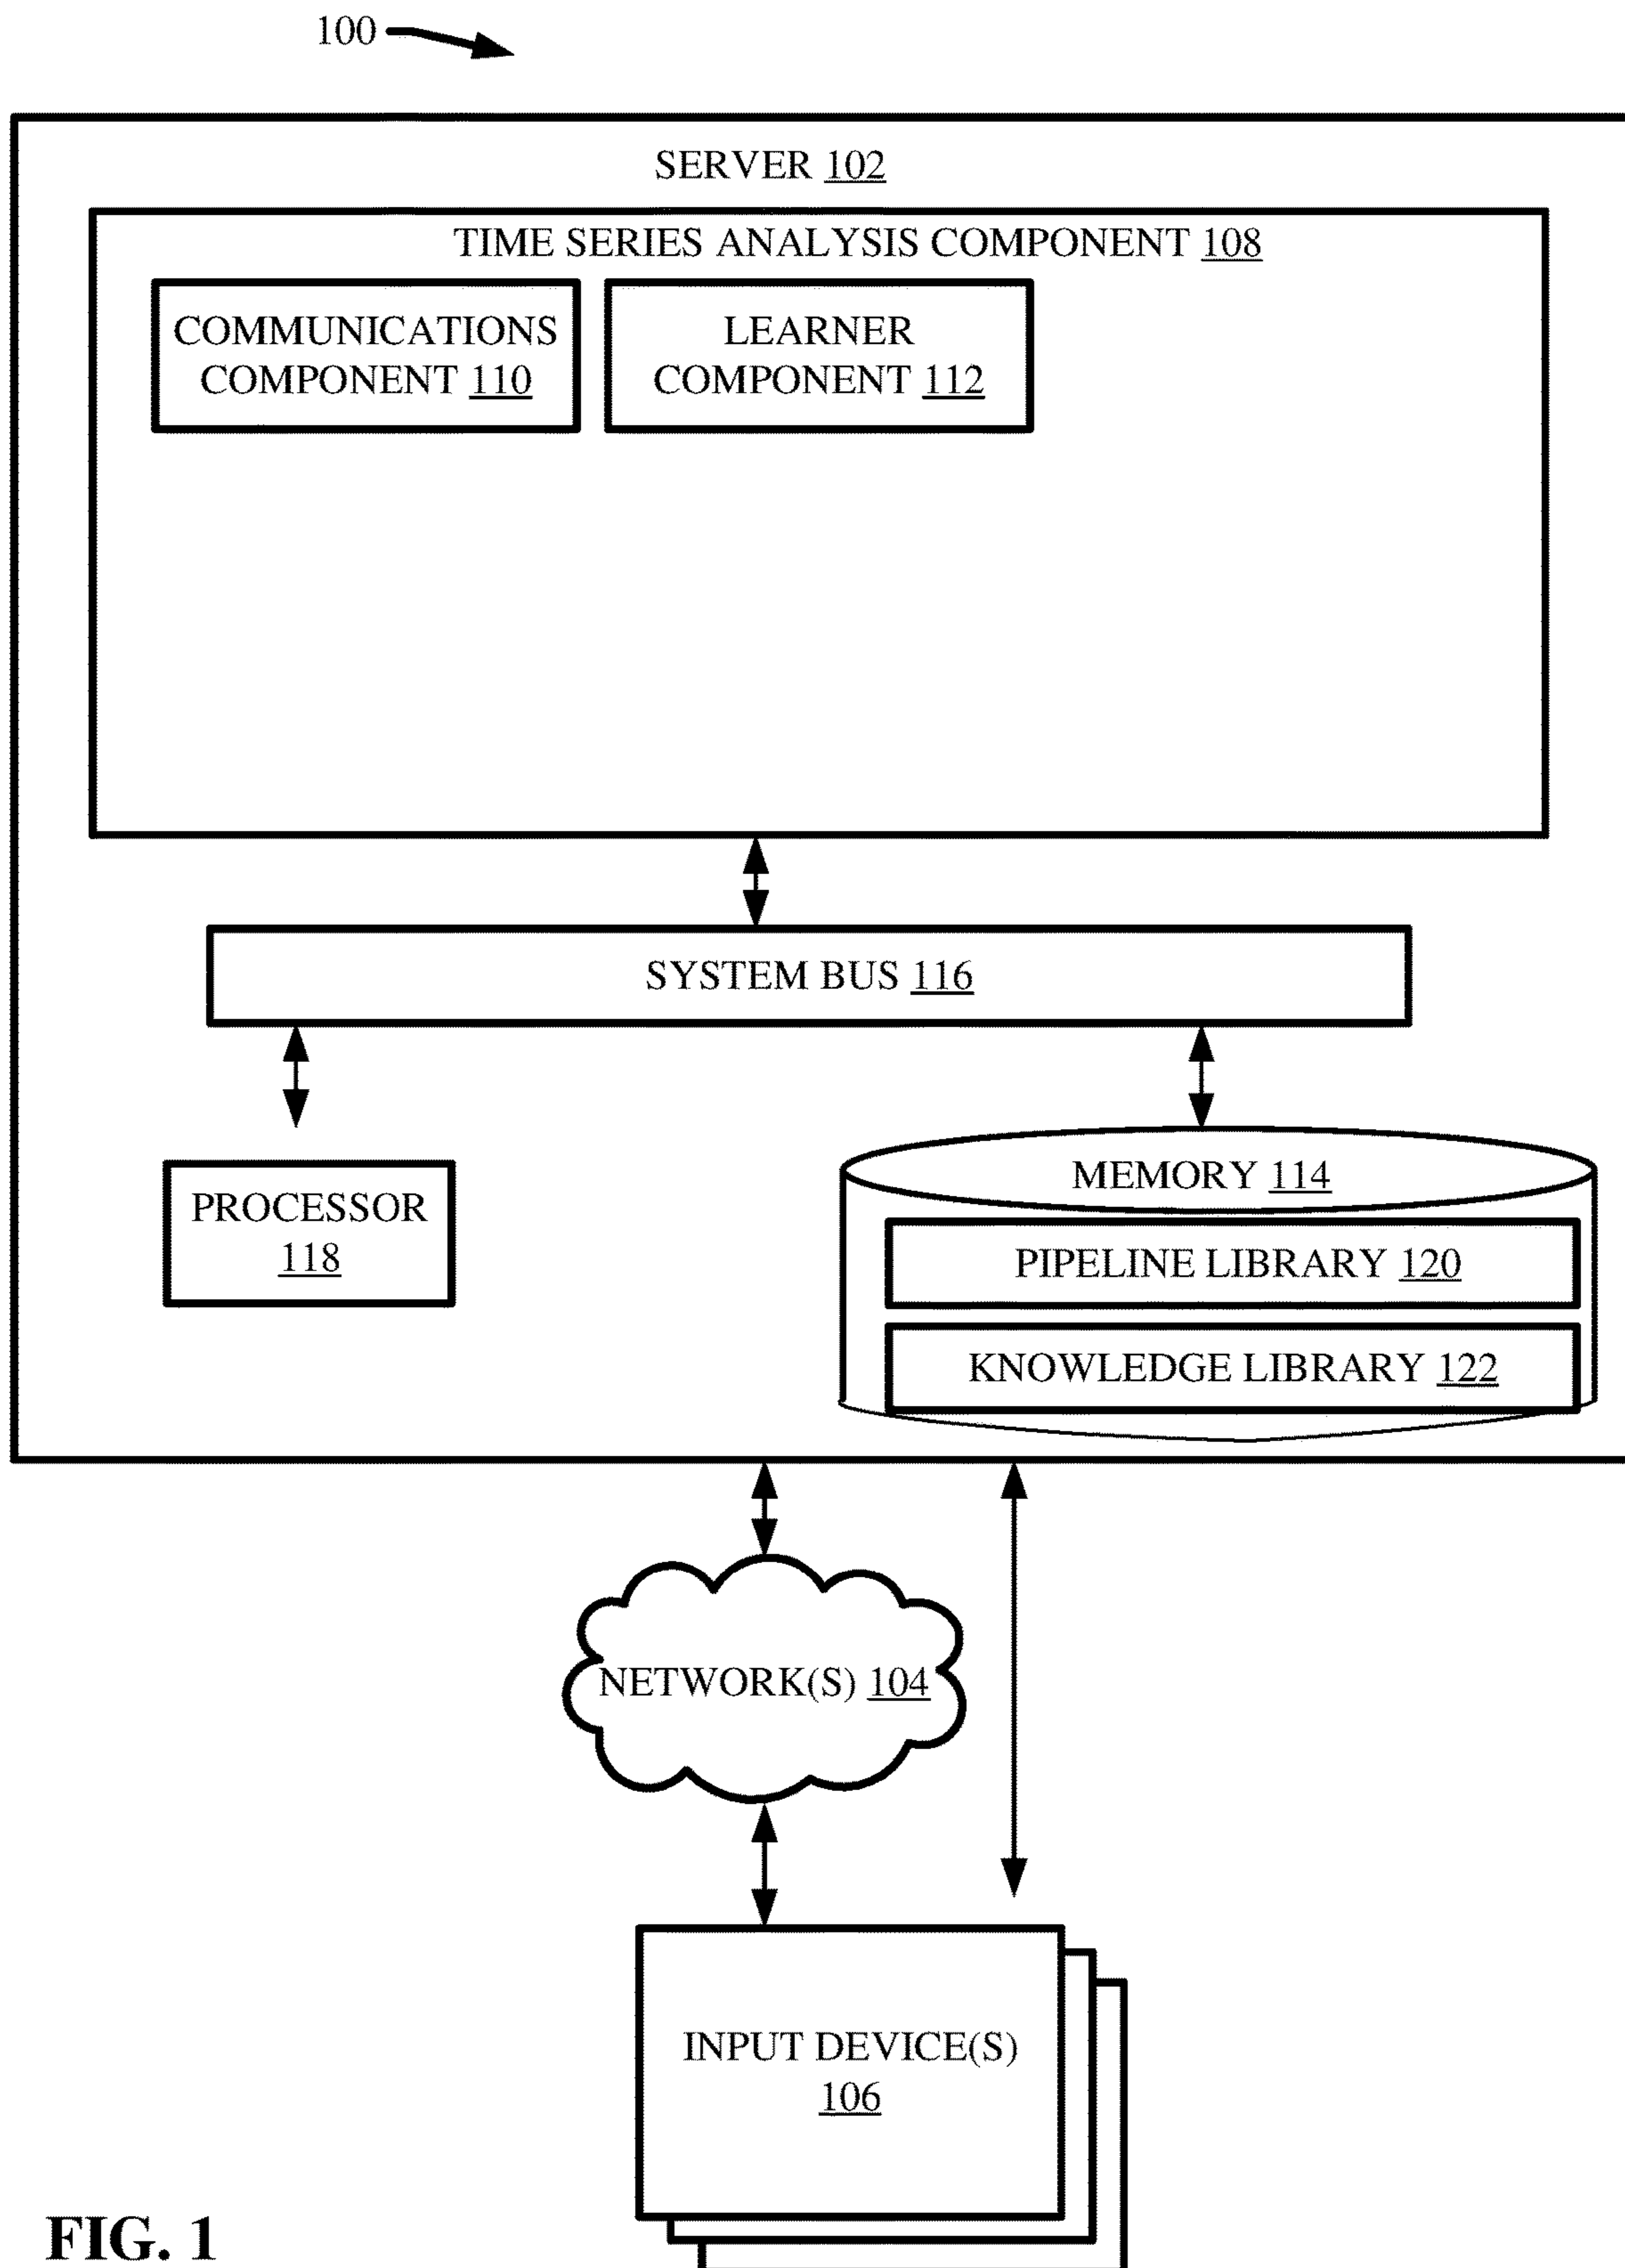 100
SERVER 102
TIME SERIES ANALYSIS COMPONENT 108
COMMUNICATIONS
COMPONENT 110
LEARNER
COMPONENT 112
SYSTEM BUS 116
PROCESSOR
118
MEMORY 114
PIPELINE LIBRARY 120
KNOWLEDGE LIBRARY 122
NETWORK(S) 104
INPUT DEVICE(S)
106
FIG. 1